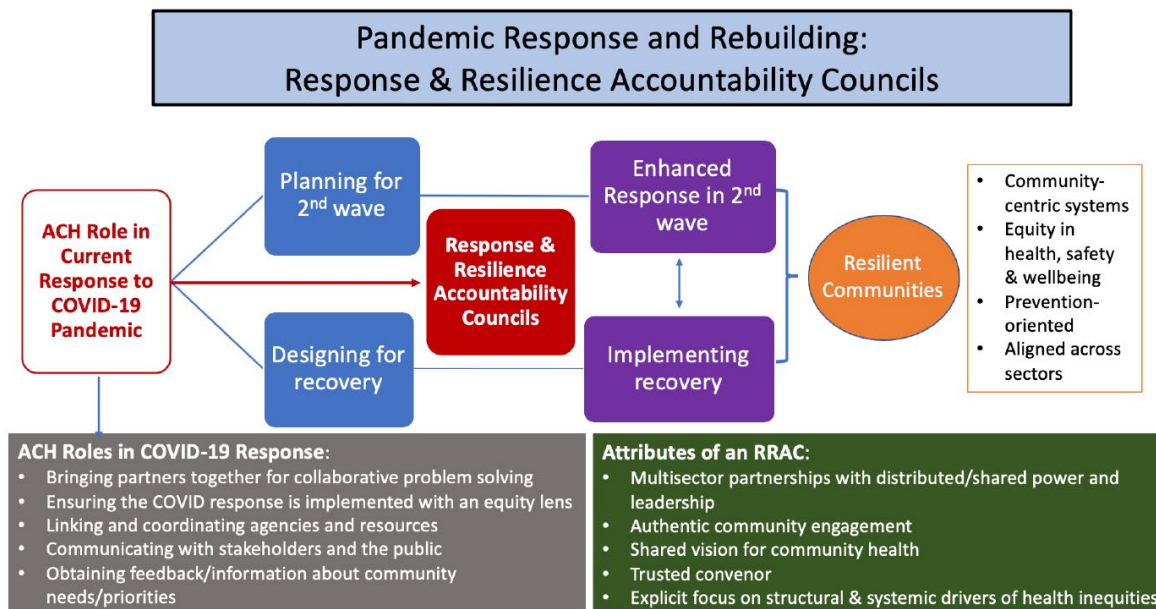 Pandemic Response and Rebuilding:
Response & Resilience Accountability Councils
ACH Role in
Current
Response to
COVID-19
Pandemic
Planning for
2nd wave
Designing for
recovery
Response &
Resilience
Accountability
Councils
Enhanced
Response in 2nd
wave
Implementing
recovery
Resilient
Communities
• Community-
centric systems
• Equity in
health, safety
& wellbeing
• Prevention-
oriented
• Aligned across
sectors
ACH Roles in COVID-19 Response:
• Bringing partners together for collaborative problem solving
• Ensuring the COVID response is implemented with an equity lens
• Linking and coordinating agencies and resources
• Communicating with stakeholders and the public
• Obtaining feedback/information about community
needs/priorities
Attributes of an RRAC:
• Multisector partnerships with distributed/shared power and
leadership
• Authentic community engagement
• Shared vision for community health
• Trusted convenor
• Explicit focus on structural & systemic drivers of health inequities